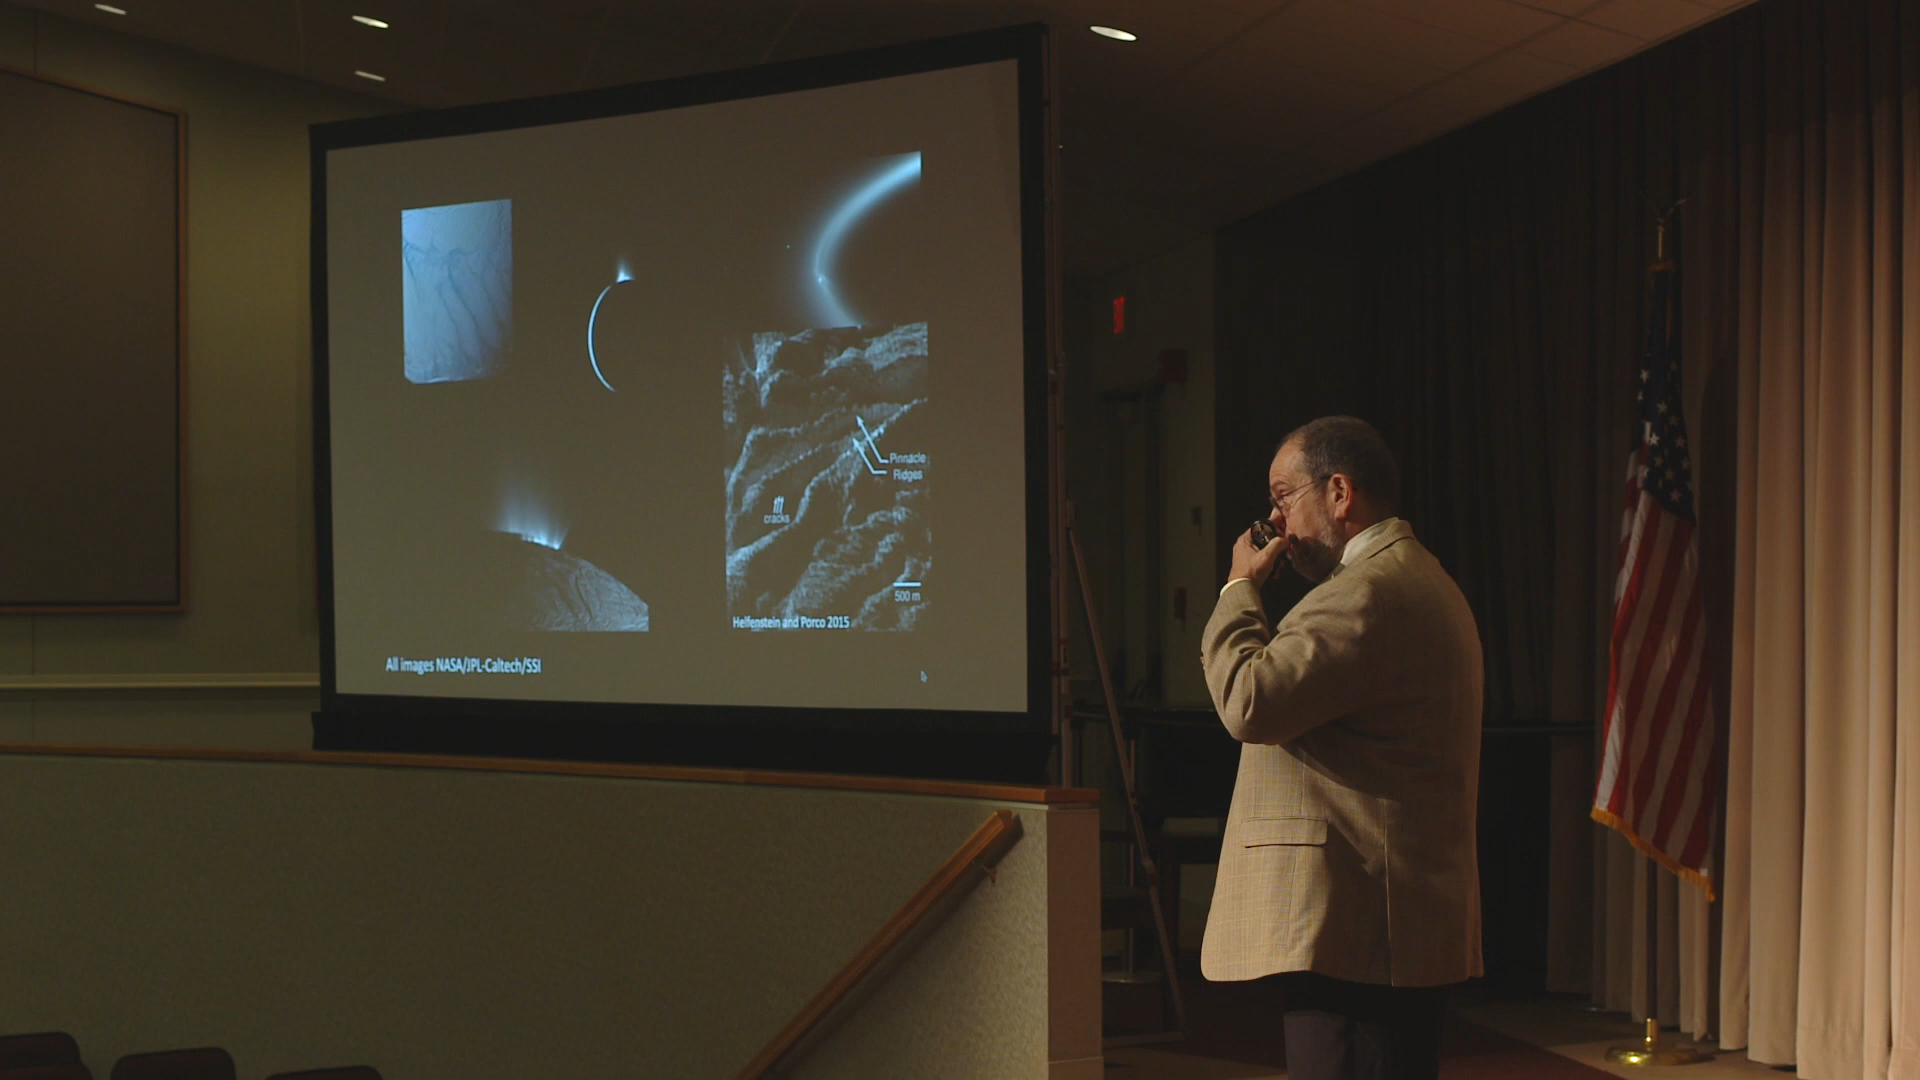 Pinnacle
Ridges
cracks
500 m
Helfenstein and Porco 2015
All images NASA/JPL-Caltech/SSI